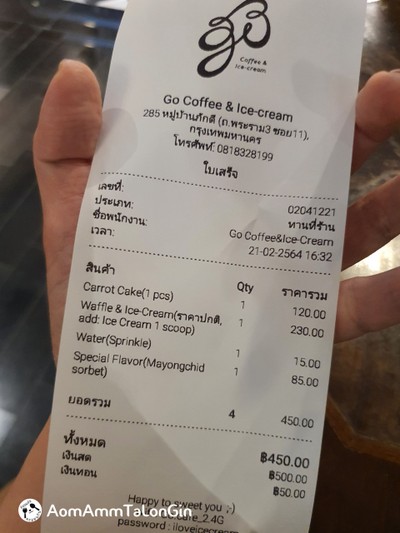 go
Coffee &
Ice-cream
Go Coffee & Ice-cream
285 หมู่บ้านภักดี (ถ.พระราม3 ซอย11),
กรุงเทพมหานคร
โทรศัพท์: 0818328199
ใบเสร็จ
เลขที่: 02041221
ประเภท: ทานที่ร้าน
ชื่อพนักงาน: Go Coffee&Ice-Cream
เวลา: 21-02-2564 16:32
สินค้า Qty ราคารวม
Carrot Cake(1 pcs) 1 120.00
Waffle & Ice-Cream(ราคาปกติ, 1 230.00
add: Ice Cream 1 scoop)
Water(Sprinkle) 1 15.00
Special Flavor(Mayongchid 1 85.00
sorbet)
ยอดรวม 4 450.00
ทั้งหมด ฿450.00
เงินสด ฿500.00
เงินทอน ฿50.00
Happy to sweet you ;-)
2.4G
password : iloveicecream
AomAmmTaLonGin